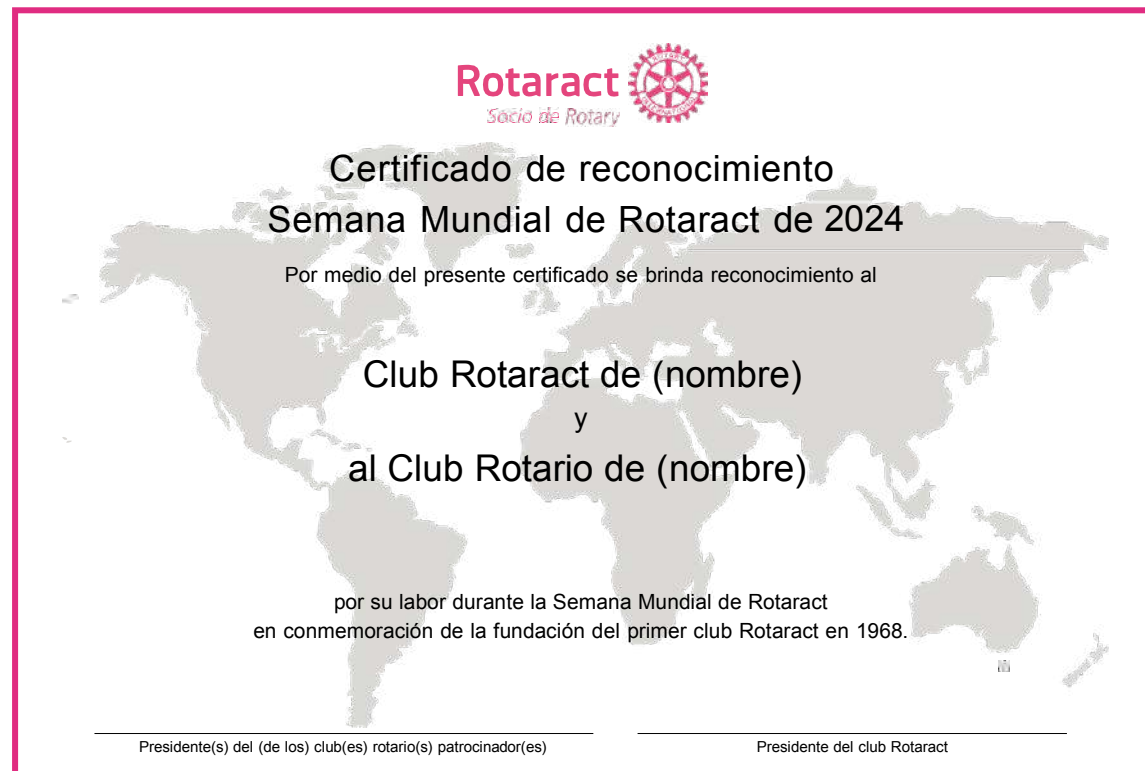 Rotaract
Socio de Rotary
ROTARY
INTERNATIONAL
Certificado de reconocimiento
Semana Mundial de Rotaract de 2024
Por medio del presente certificado se brinda reconocimiento al
Club Rotaract de (nombre)
y
al Club Rotario de (nombre)
por su labor durante la Semana Mundial de Rotaract
en conmemoración de la fundación del primer club Rotaract en 1968.
Presidente(s) del (de los) club(es) rotario(s) patrocinador(es)
Presidente del club Rotaract